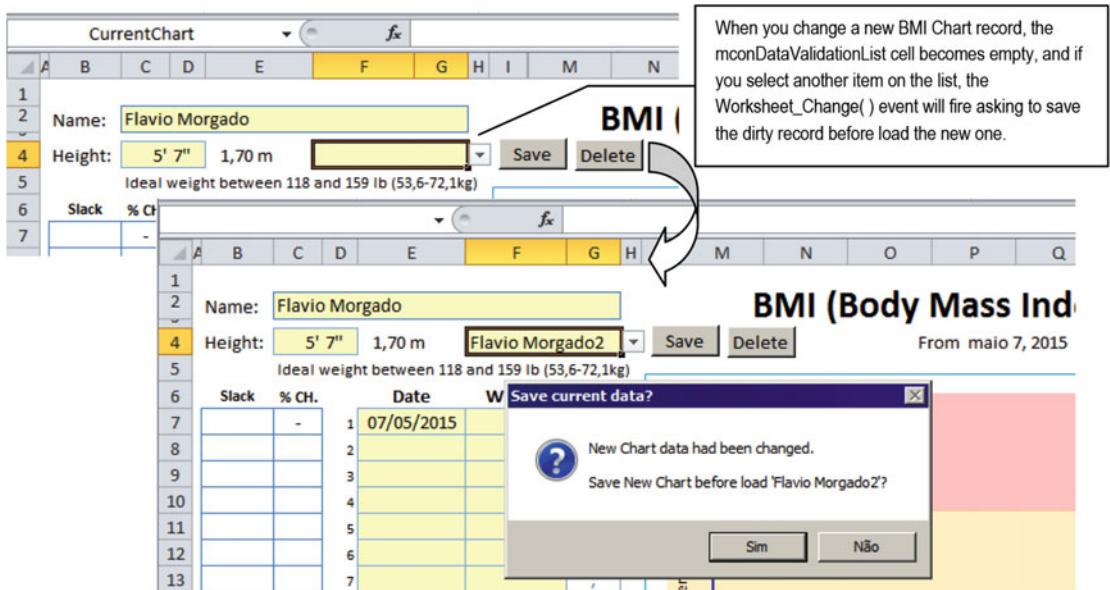 When you change a new BMI Chart record, the
mconDataValidationList cell becomes empty, and if
you select another item on the list, the
Worksheet_Change( ) event will fire asking to save
the dirty record before load the new one.
CurrentChart fx
A B C D E F G H I M N
1
2 Name: Flavio Morgado BMI (
4 Height: 5' 7" 1,70 m Save Delete
5 Ideal weight between 118 and 159 lb (53,6-72,1kg)
6 Slack
7 -
fx
A B C D E F G H M N O P Q
1
2 Name: Flavio Morgado BMI (Body Mass Ind
4 Height: 5' 7" 1,70 m Flavio Morgado2 Save Delete From maio 7, 2015
5 Ideal weight between 118 and 159 lb (53,6-72,1kg)
6 Slack % CH. Date W
7 - 1 07/05/2015
8 2
9 3
10 4
11 5
12 6
13 7
Save current data?
New Chart data had been changed.
Save New Chart before load 'Flavio Morgado2'?
Sim Não